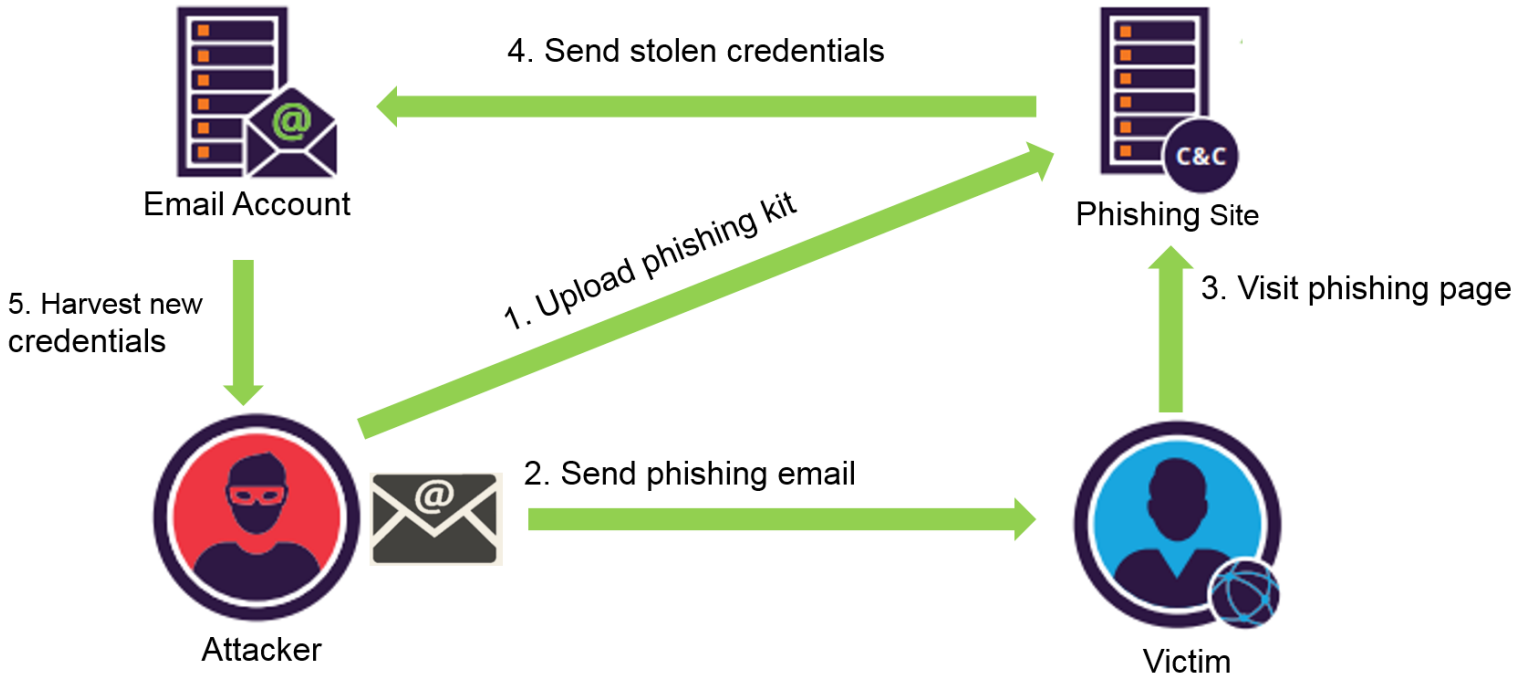 4. Send stolen credentials
@
C&C
Email Account
Phishing Site
1. Upload phishing kit
5. Harvest new
credentials
3. Visit phishing page
2. Send phishing email
@
Attacker
Victim